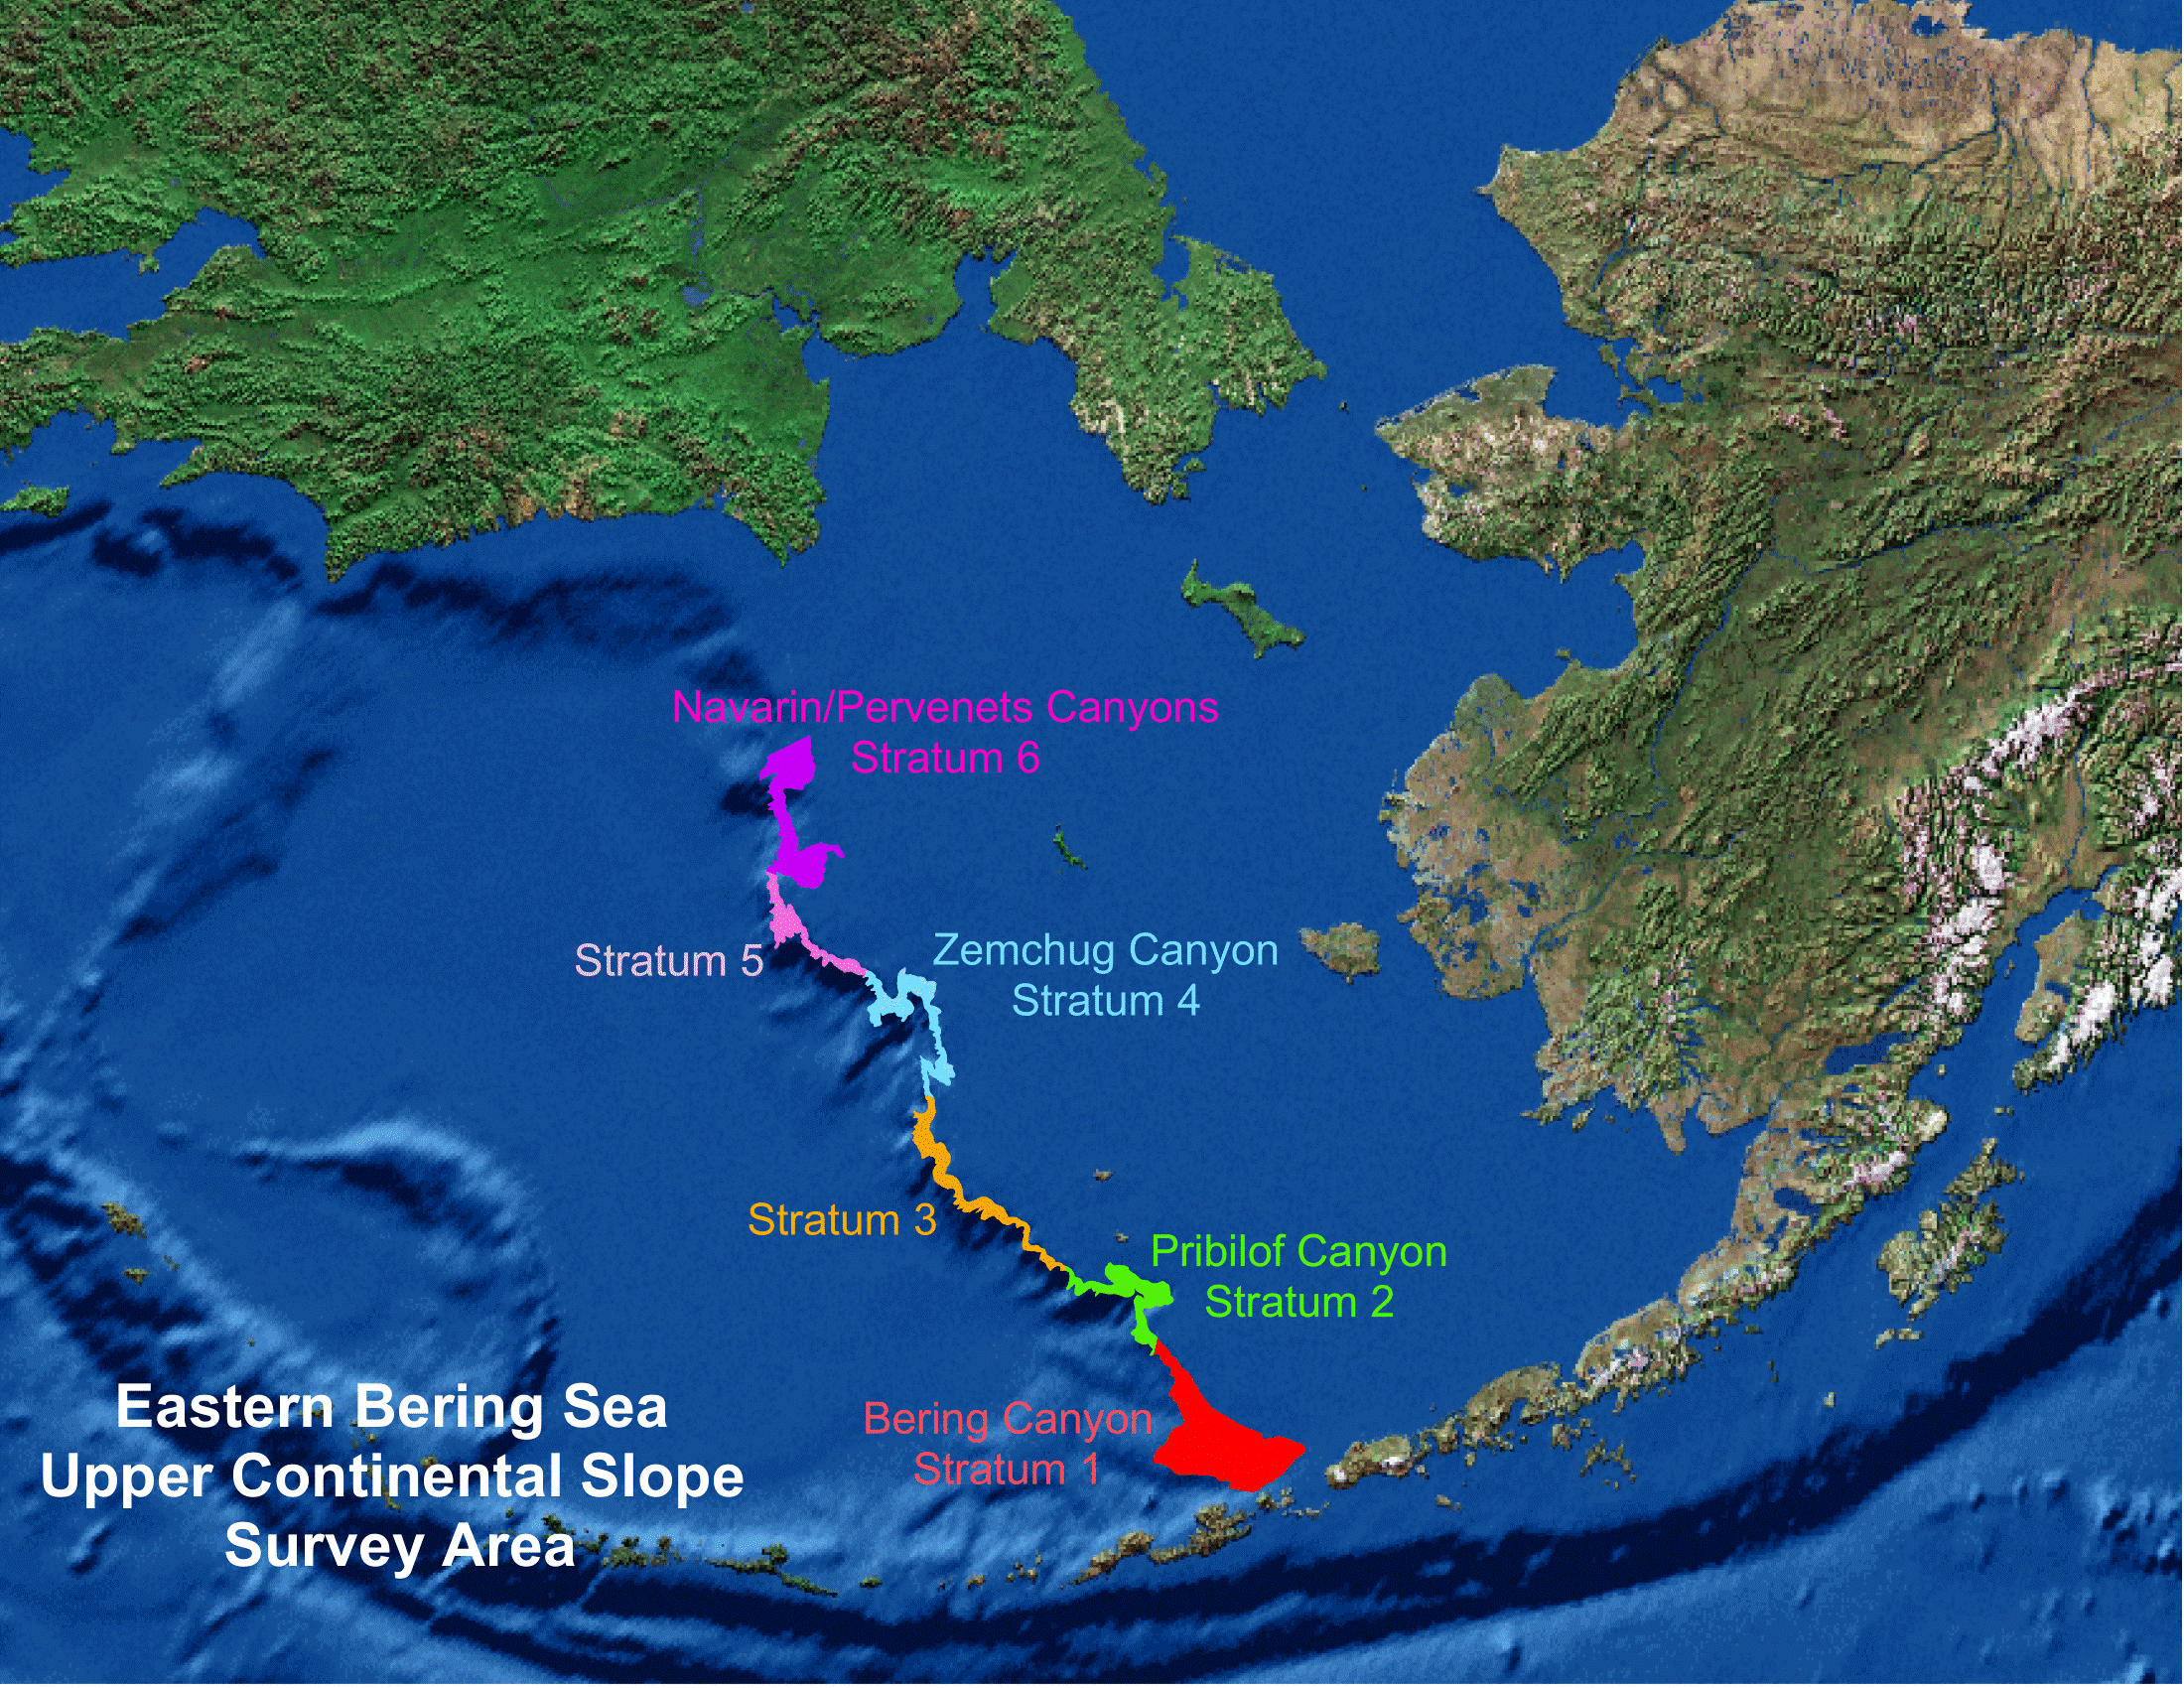 Navarin/Pervenets Canyons
Stratum 6
Stratum 5
Zemchug Canyon
Stratum 4
Stratum 3
Pribilof Canyon
Stratum 2
Bering Canyon
Stratum 1
Eastern Bering Sea
Upper Continental Slope
Survey Area